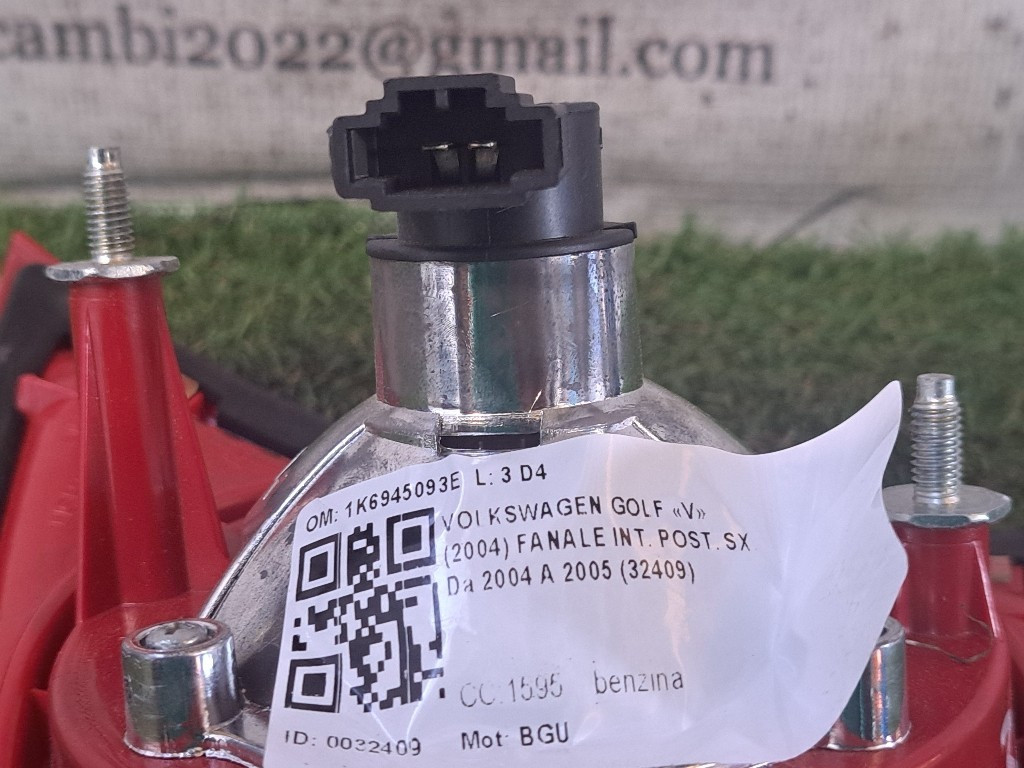 cambi2022@gmail.com
OM: 1K6945093E L: 3 D4
VOLKSWAGEN GOLF «V»
(2004) FANALE INT. POST. SX
Da 2004 A 2005 (32409)
CC:1595 benzina
ID: 0032409 Mot: BGU